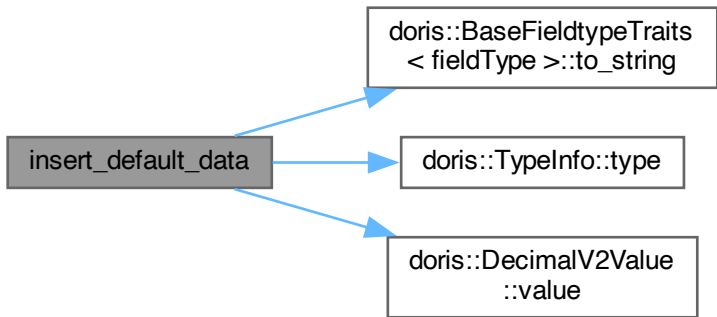 insert_default_data
doris::BaseFieldtypeTraits
< fieldType >::to_string
doris::TypeInfo::type
doris::DecimalV2Value
::value